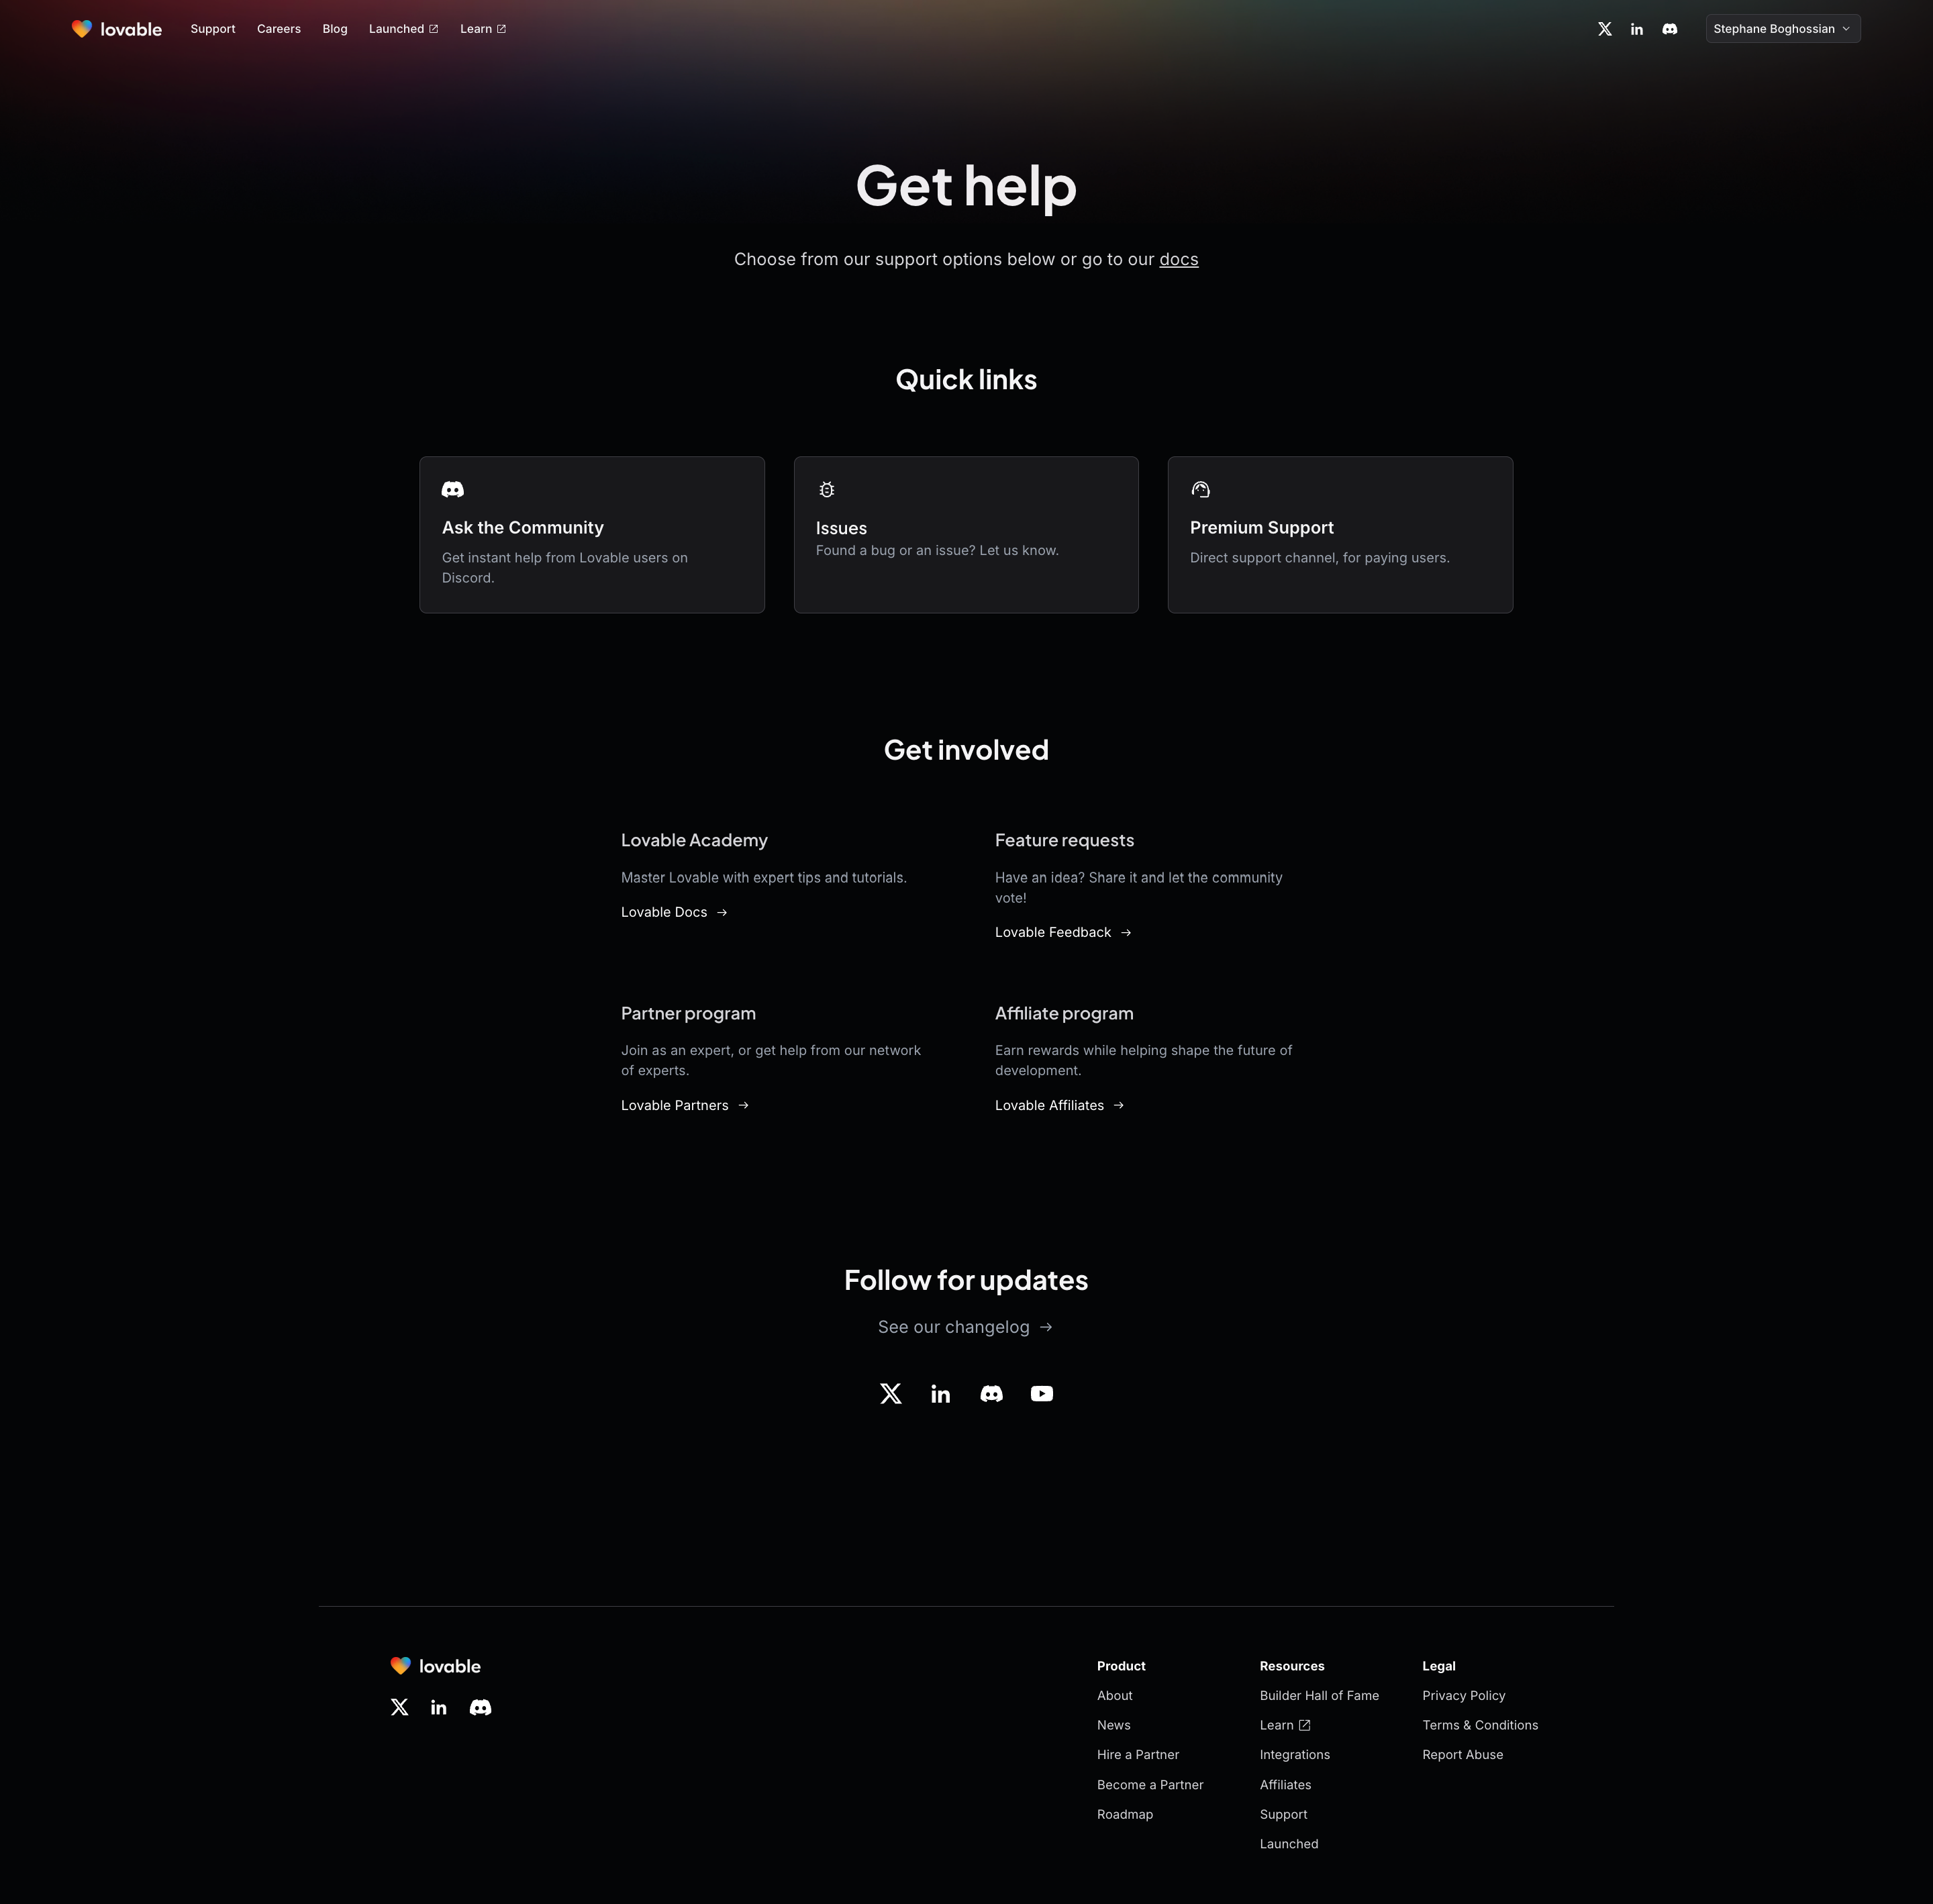 lovable Support Careers Blog Launched Learn Stephane Boghossian
Get help
Choose from our support options below or go to our docs
Quick links
Ask the Community
Get instant help from Lovable users on
Discord.
Issues
Found a bug or an issue? Let us know.
Premium Support
Direct support channel, for paying users.
Get involved
Lovable Academy
Master Lovable with expert tips and tutorials.
Lovable Docs →
Feature requests
Have an idea? Share it and let the community
vote!
Lovable Feedback →
Partner program
Join as an expert, or get help from our network
of experts.
Lovable Partners →
Affiliate program
Earn rewards while helping shape the future of
development.
Lovable Affiliates →
Follow for updates
See our changelog →
lovable
Product
About
News
Hire a Partner
Become a Partner
Roadmap
Resources
Builder Hall of Fame
Learn
Integrations
Affiliates
Support
Launched
Legal
Privacy Policy
Terms & Conditions
Report Abuse